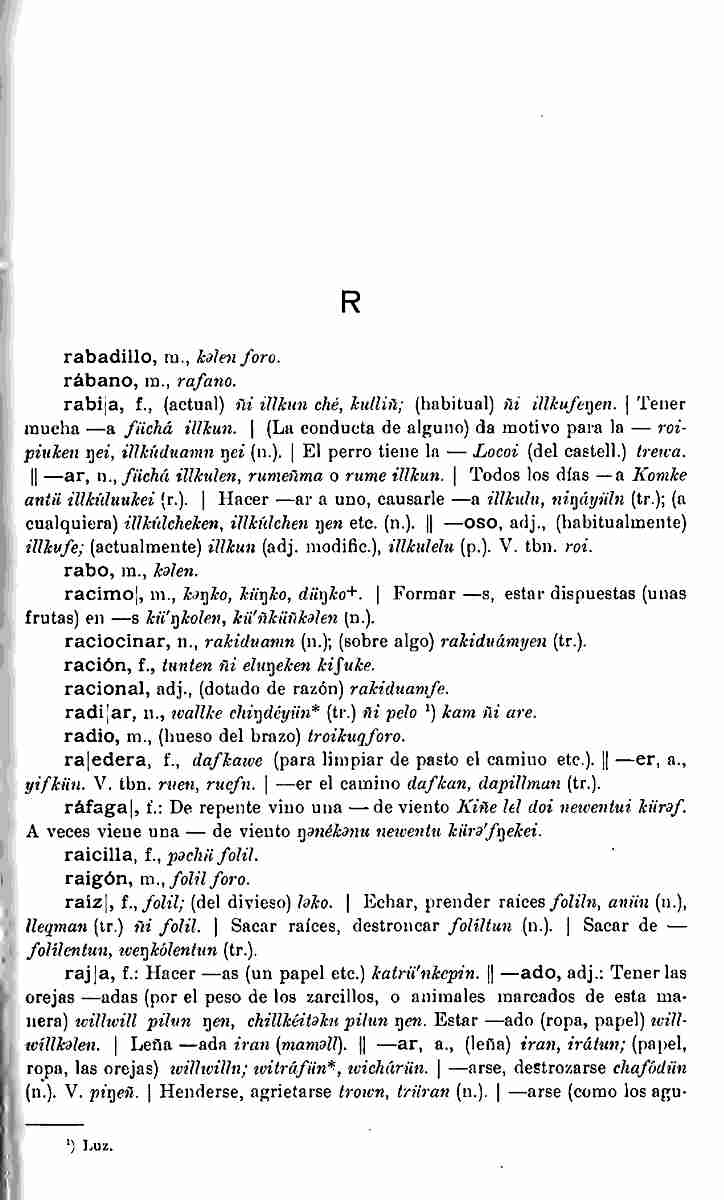 R
rabadillo, m., kəlen foro.
rábano, m., rafano.
rabi|a, f., (actual) ñi illkun ché, kulliñ; (habitual) ñi illkufeŋen. | Tener
mucha —a füchá illkun. | (La conducta de alguno) da motivo para la — roi-
piuken ŋei, illkúduamn ŋei (n.). | El perro tiene la — Locoi (del castell.) trewa.
|| —ar, n., füchá illkulen, rumeñma o rume illkun. | Todos los días —a Komke
antü illkúluukei (r.). | Hacer —ar a uno, causarle —a illkuln, niŋáyüln (tr.); (a
cualquiera) illkúlcheken, illkúlchen ŋen etc. (n.). || —oso, adj., (habitualmente)
illkufe; (actualmente) illkun (adj. modific.), illkulelu (p.). V. tbn. roi.
rabo, m., kəlen.
racimo|, m., kəŋko, küŋko, düŋko+. | Formar —s, estar dispuestas (unas
frutas) en —s kü'ŋkolen, kü'ñküñkəlen (n.).
raciocinar, n., rakiduamn (n.); (sobre algo) rakiduámyen (tr.).
ración, f., tunten ñi eluŋeken kifuke.
racional, adj., (dotado de razón) rakiduamfe.
radi|ar, n., wallke chiŋdéyün* (tr.) ñi pelo ¹) kam ñi are.
radio, m., (hueso del brazo) troikuqforo.
ra|edera, f., dafkawe (para limpiar de pasto el camino etc.). || —er, a.,
yifkün. V. tbn. ruen, ruefn. | —er el camino dafkan, dapillman (tr.).
ráfaga|, f.: De repente vino una — de viento Kiñe lel doi newentui kürəf.
A veces viene una — de viento ŋənékənu newentu kürə'fŋekei.
raicilla, f., pəchü folil.
raigón, m., folil foro.
raíz|, f., folil; (del divieso) ləko. | Echar, prender raíces foliln, anün (n.),
lleqman (tr.) ñi folil. | Sacar raíces, destroncar folíltun (n.). | Sacar de —
folilentun, weŋkólentun (tr.).
raj|a, f.: Hacer —as (un papel etc.) katrü'nkepin. || —ado, adj.: Tener las
orejas —adas (por el peso de los zarcillos, o animales marcados de esta ma-
nera) willwill pilun ŋen, chillkéitəku pilun ŋen. Estar —ado (ropa, papel) will-
wíllkəlen. | Leña —ada iran (maməll). || —ar, a., (leña) iran, irátun; (papel,
ropa, las orejas) willwilln; witráfün*, wichárün. | —arse, destrozarse chafódün
(n.). V. piŋeñ. | Henderse, agrietarse trown, trüran (n.). | —arse (como los agu-
¹) Luz.